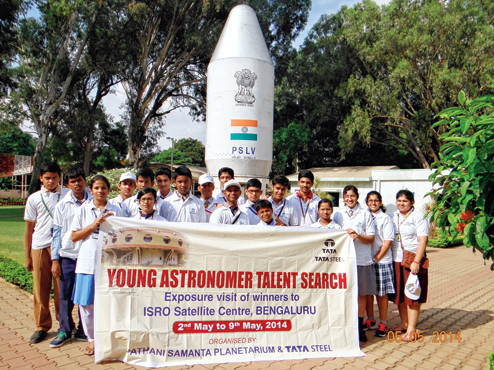 PSLV
TATA
TATA STEEL
YOUNG ASTRONOMER TALENT SEARCH
Exposure visit of winners to
ISRO Satellite Centre, BENGALURU
2nd May to 9th May, 2014
ORGANISED BY
PATHANI SAMANTA PLANETARIUM & TATA STEEL
05.05.2014